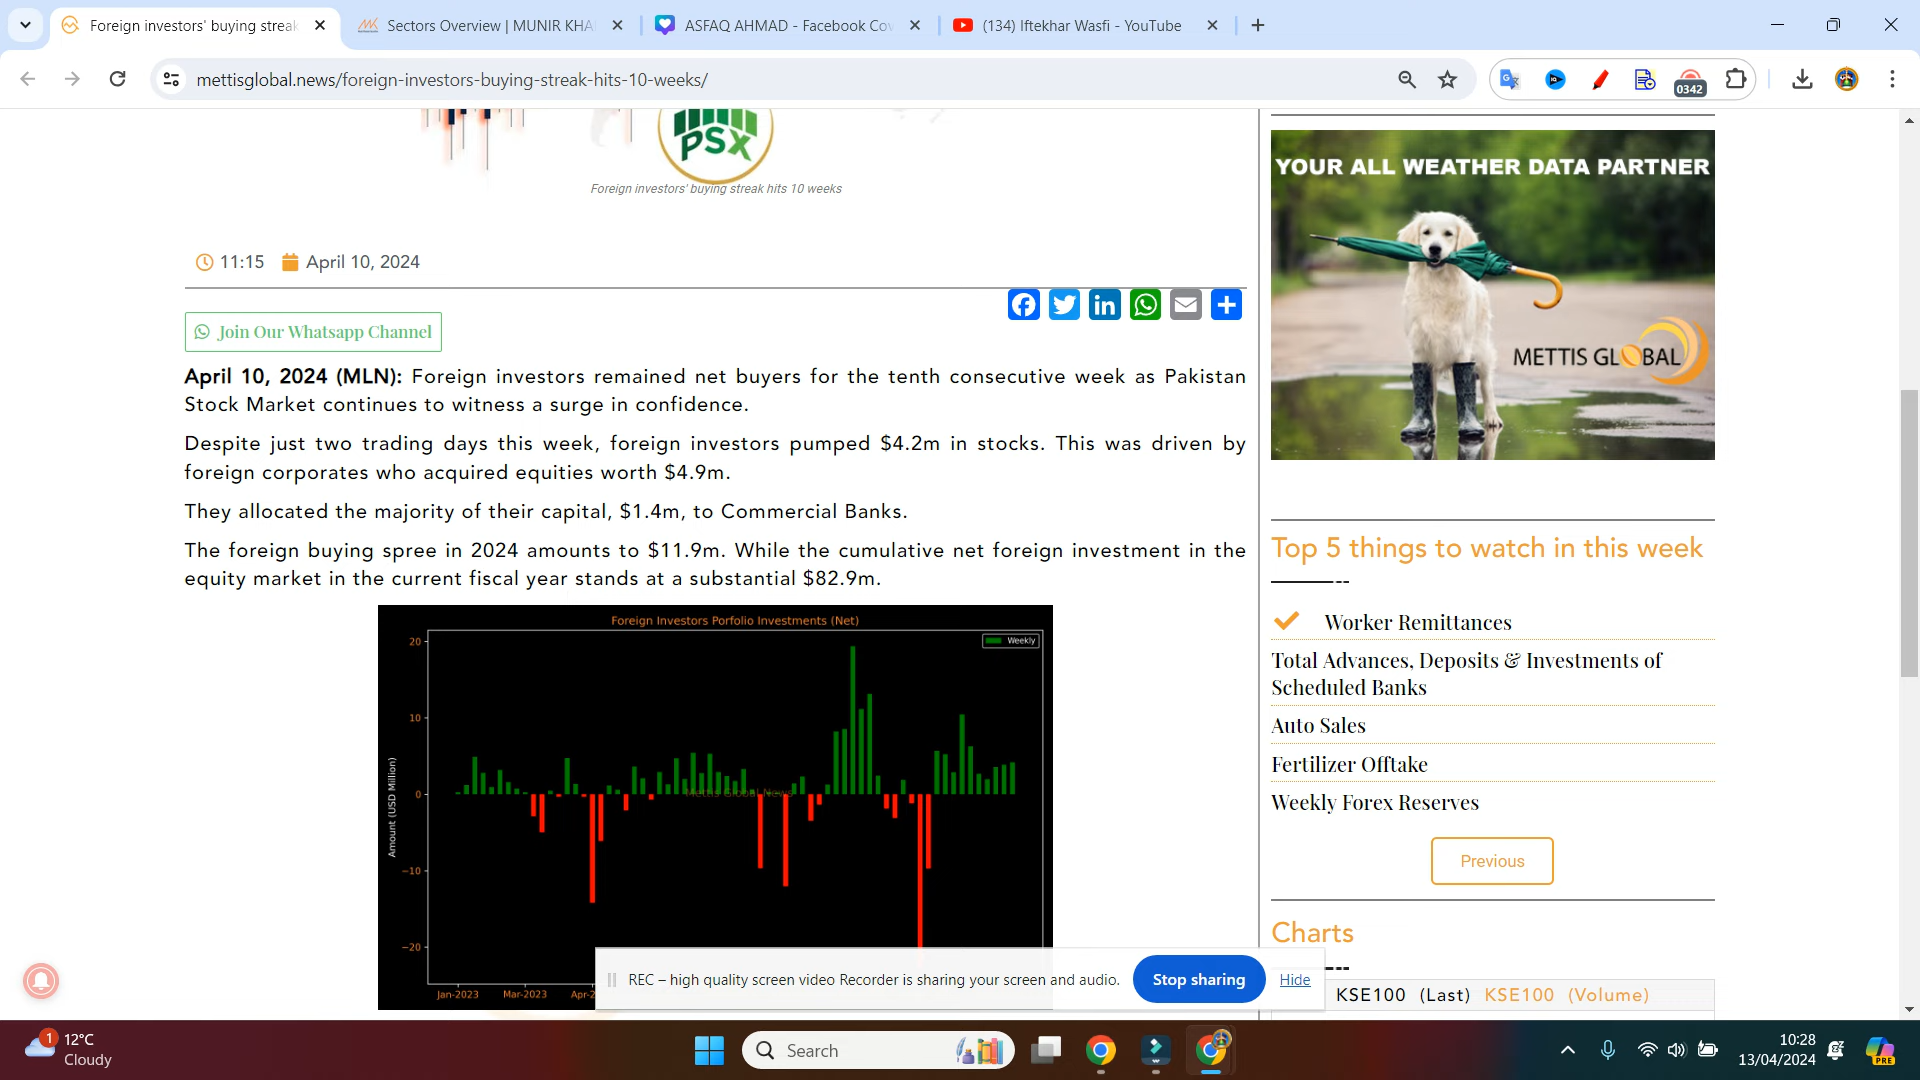 Foreign investors' buying streak
Sectors Overview | MUNIR KHA
ASFAQ AHMAD - Facebook Cov
(134) Iftekhar Wasfi - YouTube
mettisglobal.news/foreign-investors-buying-streak-hits-10-weeks/
0342
PSX
Foreign investors' buying streak hits 10 weeks
11:15 April 10, 2024
Join Our Whatsapp Channel
April 10, 2024 (MLN): Foreign investors remained net buyers for the tenth consecutive week as Pakistan
Stock Market continues to witness a surge in confidence.
Despite just two trading days this week, foreign investors pumped $4.2m in stocks. This was driven by
foreign corporates who acquired equities worth $4.9m.
They allocated the majority of their capital, $1.4m, to Commercial Banks.
The foreign buying spree in 2024 amounts to $11.9m. While the cumulative net foreign investment in the
equity market in the current fiscal year stands at a substantial $82.9m.
Foreign Investors Porfolio Investments (Net)
Weekly
20
10
0
−10
−20
Amount (USD Million)
Mettis Global News
Jan-2023 Mar-2023 Apr-2
YOUR ALL WEATHER DATA PARTNER
METTIS GLOBAL
Top 5 things to watch in this week
Worker Remittances
Total Advances, Deposits & Investments of
Scheduled Banks
Auto Sales
Fertilizer Offtake
Weekly Forex Reserves
Previous
Charts
KSE100 (Last) KSE100 (Volume)
REC – high quality screen video Recorder is sharing your screen and audio. Stop sharing Hide
1
12°C
Cloudy
Search
10:28
13/04/2024
PRE